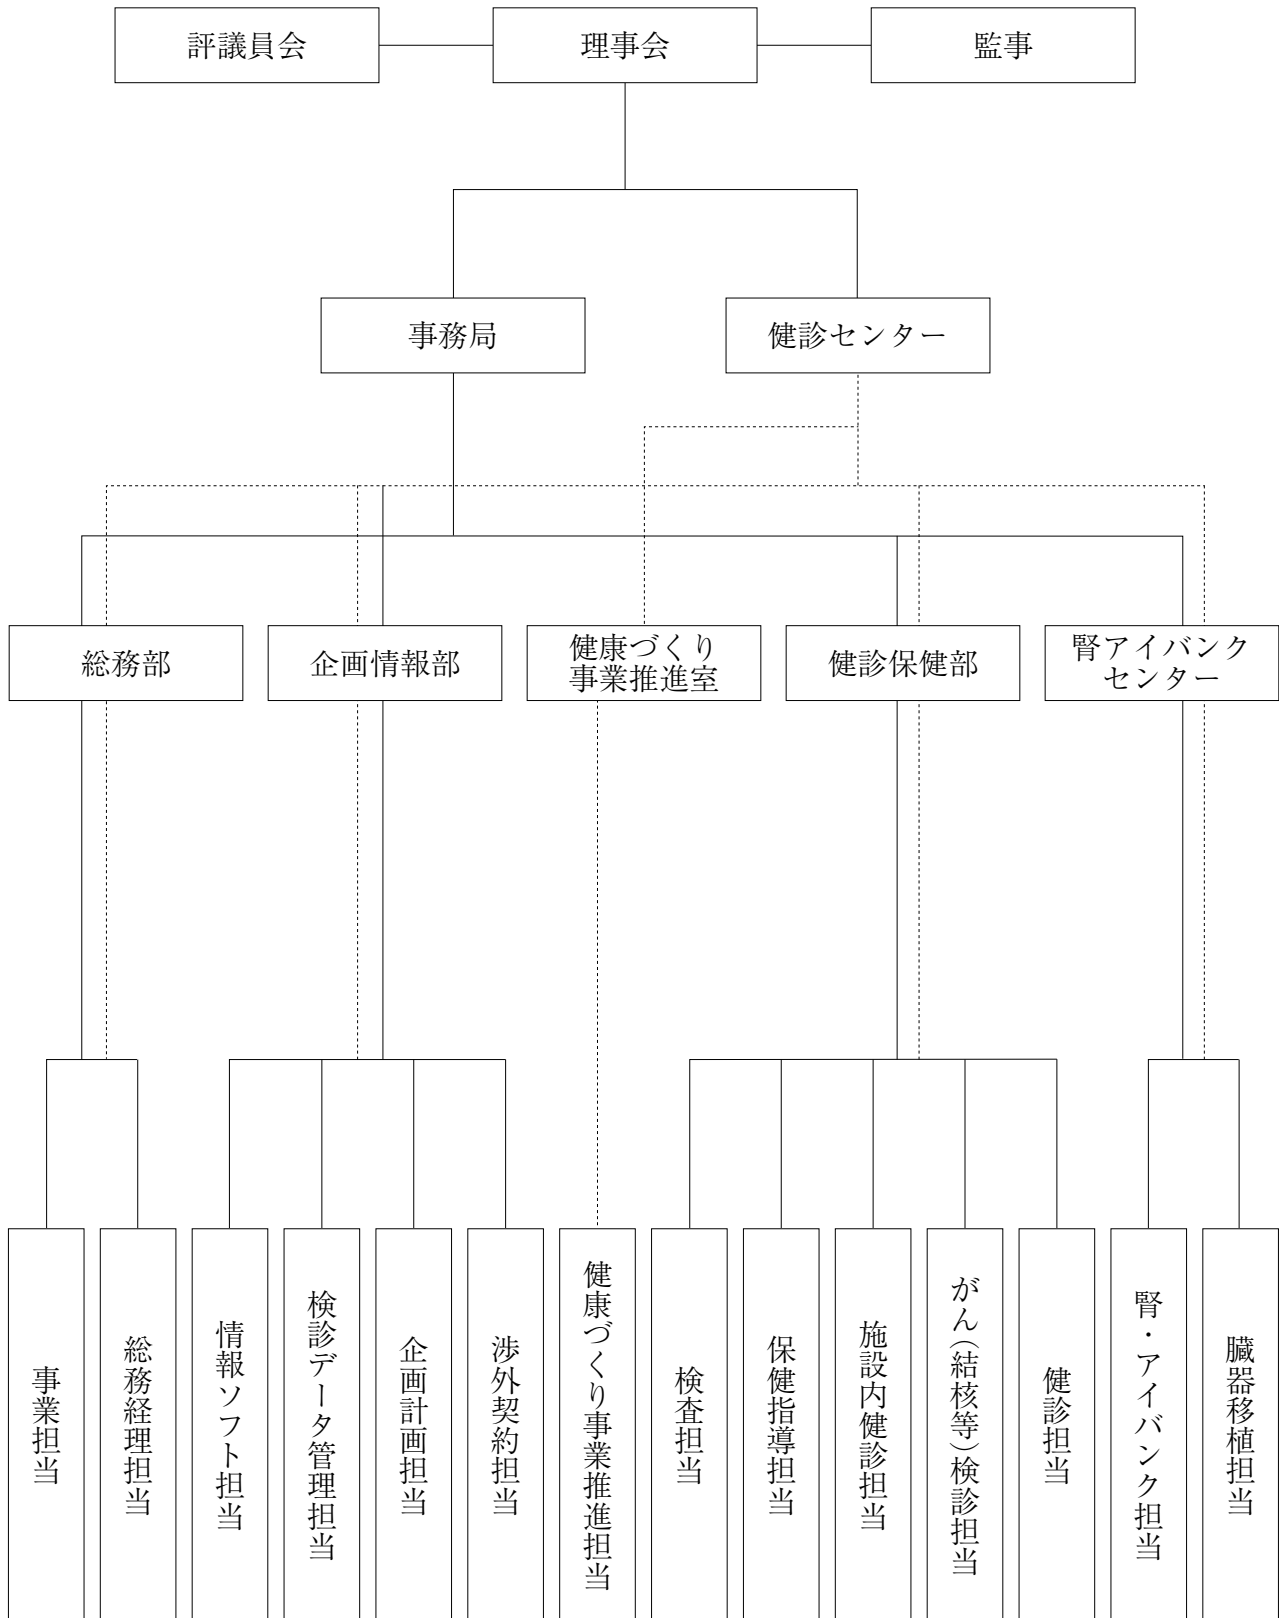 評議員会
理事会
監事
事務局
健診センター
総務部
企画情報部
健康づくり
事業推進室
健診保健部
腎アイバンク
センター
事業担当
総務経理担当
情報ソフト担当
検診データ管理担当
企画計画担当
渉外契約担当
健康づくり事業推進担当
検査担当
保健指導担当
施設内健診担当
がん(結核等)検診担当
健診担当
腎・アイバンク担当
臓器移植担当